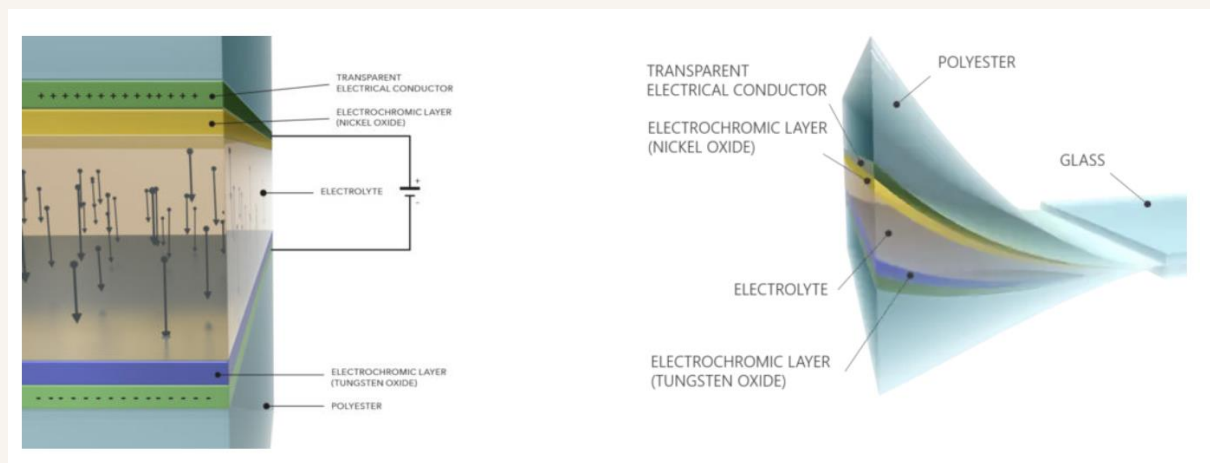 TRANSPARENT
ELECTRICAL CONDUCTOR
ELECTROCHROMIC LAYER
(NICKEL OXIDE)
ELECTROLYTE
+
-
ELECTROCHROMIC LAYER
(TUNGSTEN OXIDE)
POLYESTER
TRANSPARENT
ELECTRICAL CONDUCTOR
POLYESTER
ELECTROCHROMIC LAYER
(NICKEL OXIDE)
GLASS
ELECTROLYTE
ELECTROCHROMIC LAYER
(TUNGSTEN OXIDE)